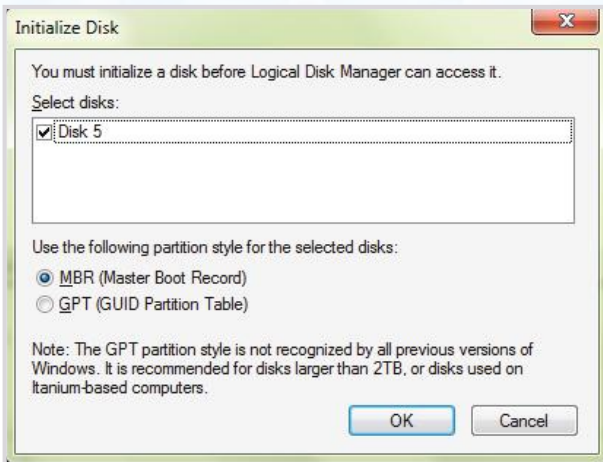 Initialize Disk
You must initialize a disk before Logical Disk Manager can access it.
Select disks:
Disk 5
Use the following partition style for the selected disks:
MBR (Master Boot Record)
GPT (GUID Partition Table)
Note: The GPT partition style is not recognized by all previous versions of
Windows. It is recommended for disks larger than 2TB, or disks used on
Itanium-based computers.
OK Cancel